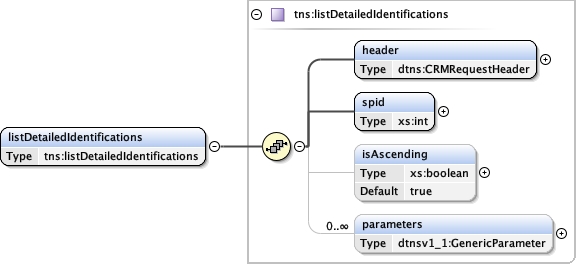 tns:listDetailedIdentifications
header
Type dtns:CRMRequestHeader
spid
Type xs:int
listDetailedIdentifications
Type tns:listDetailedIdentifications
isAscending
Type xs:boolean
Default true
0..∞
parameters
Type dtnsv1_1:GenericParameter